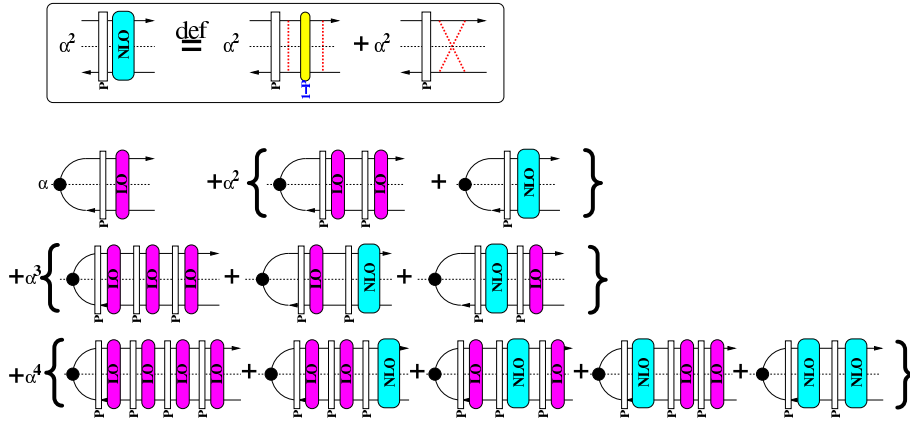 α² P NLO def = α² P 1-P + α² P
α P LO +α² { P LO P LO + P NLO }
+α³ { P LO P LO P LO + P LO P NLO + P NLO P LO }
+α⁴ { P LO P LO P LO P LO + P LO P LO P NLO + P LO P NLO P LO + P NLO P LO P LO + P NLO P NLO }